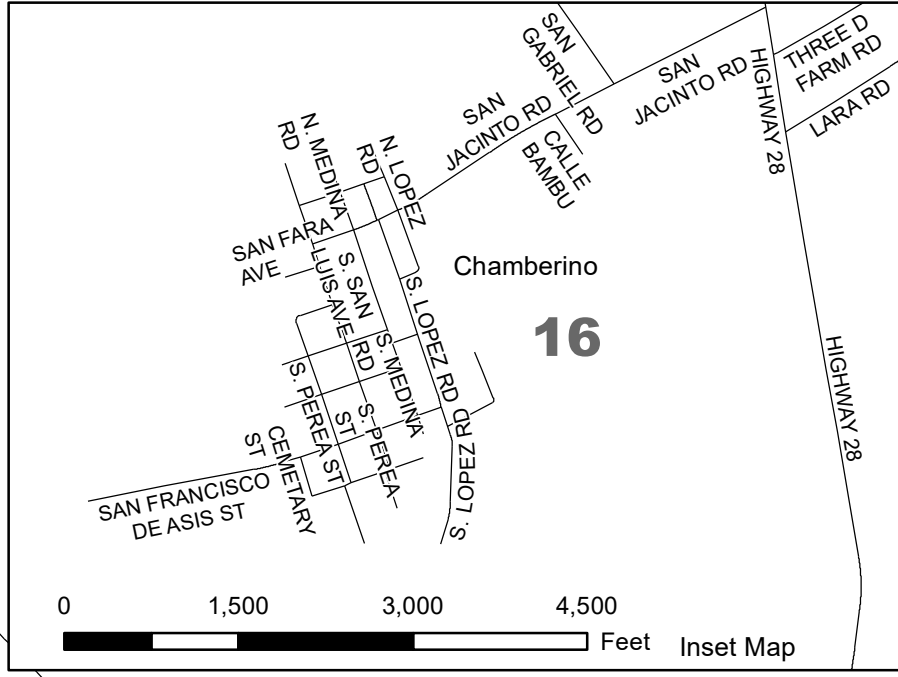 SAN
GABRIEL RD
SAN
JACINTO RD
HIGHWAY 28
THREE D
FARM RD
LARA RD
SAN
JACINTO RD
CALLE
BAMBU
N. MEDINA
RD
N. LOPEZ
RD
SAN FARA
AVE
S. SAN
LUIS AVE RD
Chamberino
16
S. LOPEZ RD
S. MEDINA
ST
HIGHWAY 28
S. PEREA ST
S. PEREA
CEMETARY
ST
S. LOPEZ RD
SAN FRANCISCO
DE ASIS ST
0 1,500 3,000 4,500
Feet
Inset Map